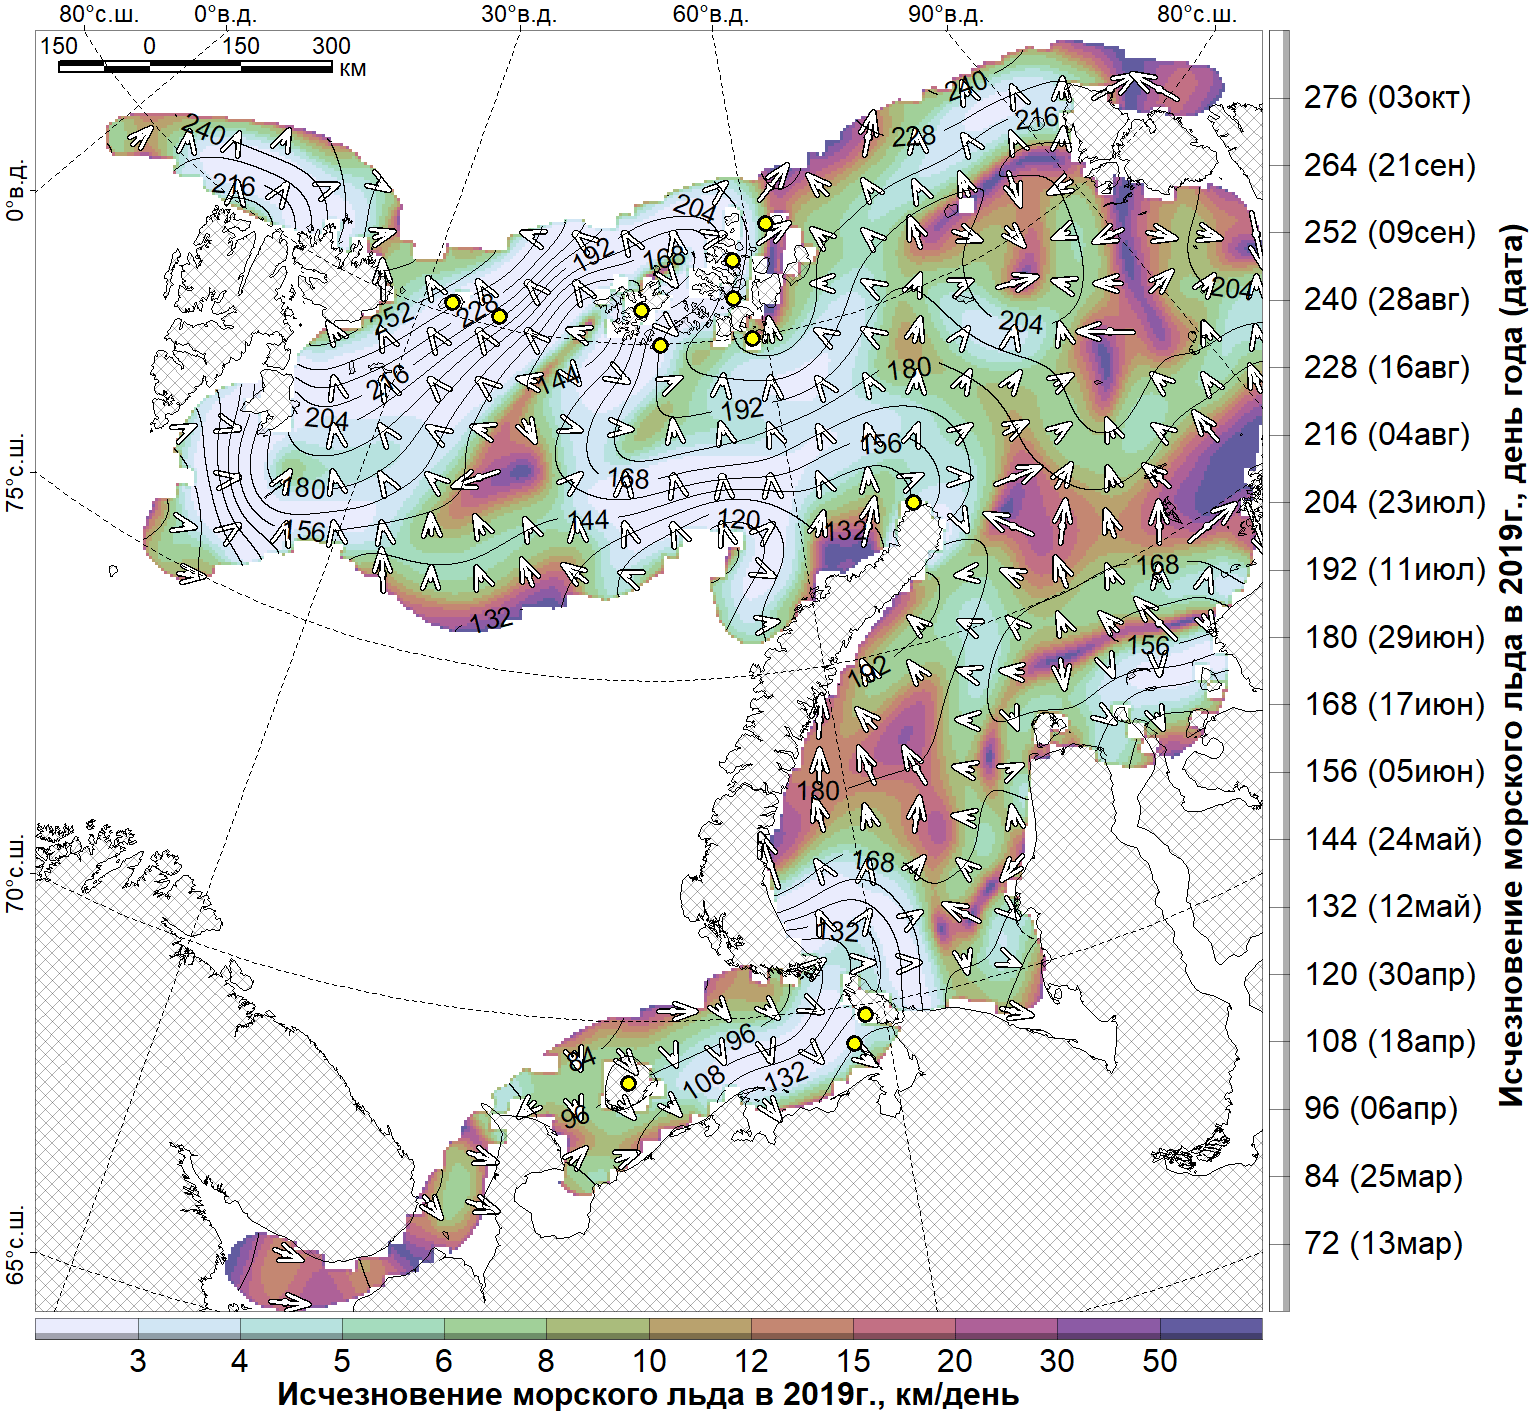 80°с.ш. 0°в.д. 30°в.д. 60°в.д. 90°в.д. 80°с.ш.
150 0 150 300
км
240
240
228
216
216
204
192
168
252
228
204
204
180
144
216
204
192
156
168
180
156
144
120
132
168
132
156
192
180
168
132
96
84
108
132
96
0°в.д.
75°с.ш.
70°с.ш.
65°с.ш.
276 (03окт)
264 (21сен)
252 (09сен)
240 (28авг)
228 (16авг)
216 (04авг)
204 (23июл)
192 (11июл)
180 (29июн)
168 (17июн)
156 (05июн)
144 (24май)
132 (12май)
120 (30апр)
108 (18апр)
96 (06апр)
84 (25мар)
72 (13мар)
Исчезновение морского льда в 2019г., день года (дата)
3 4 5 6 8 10 12 15 20 30 50
Исчезновение морского льда в 2019г., км/день